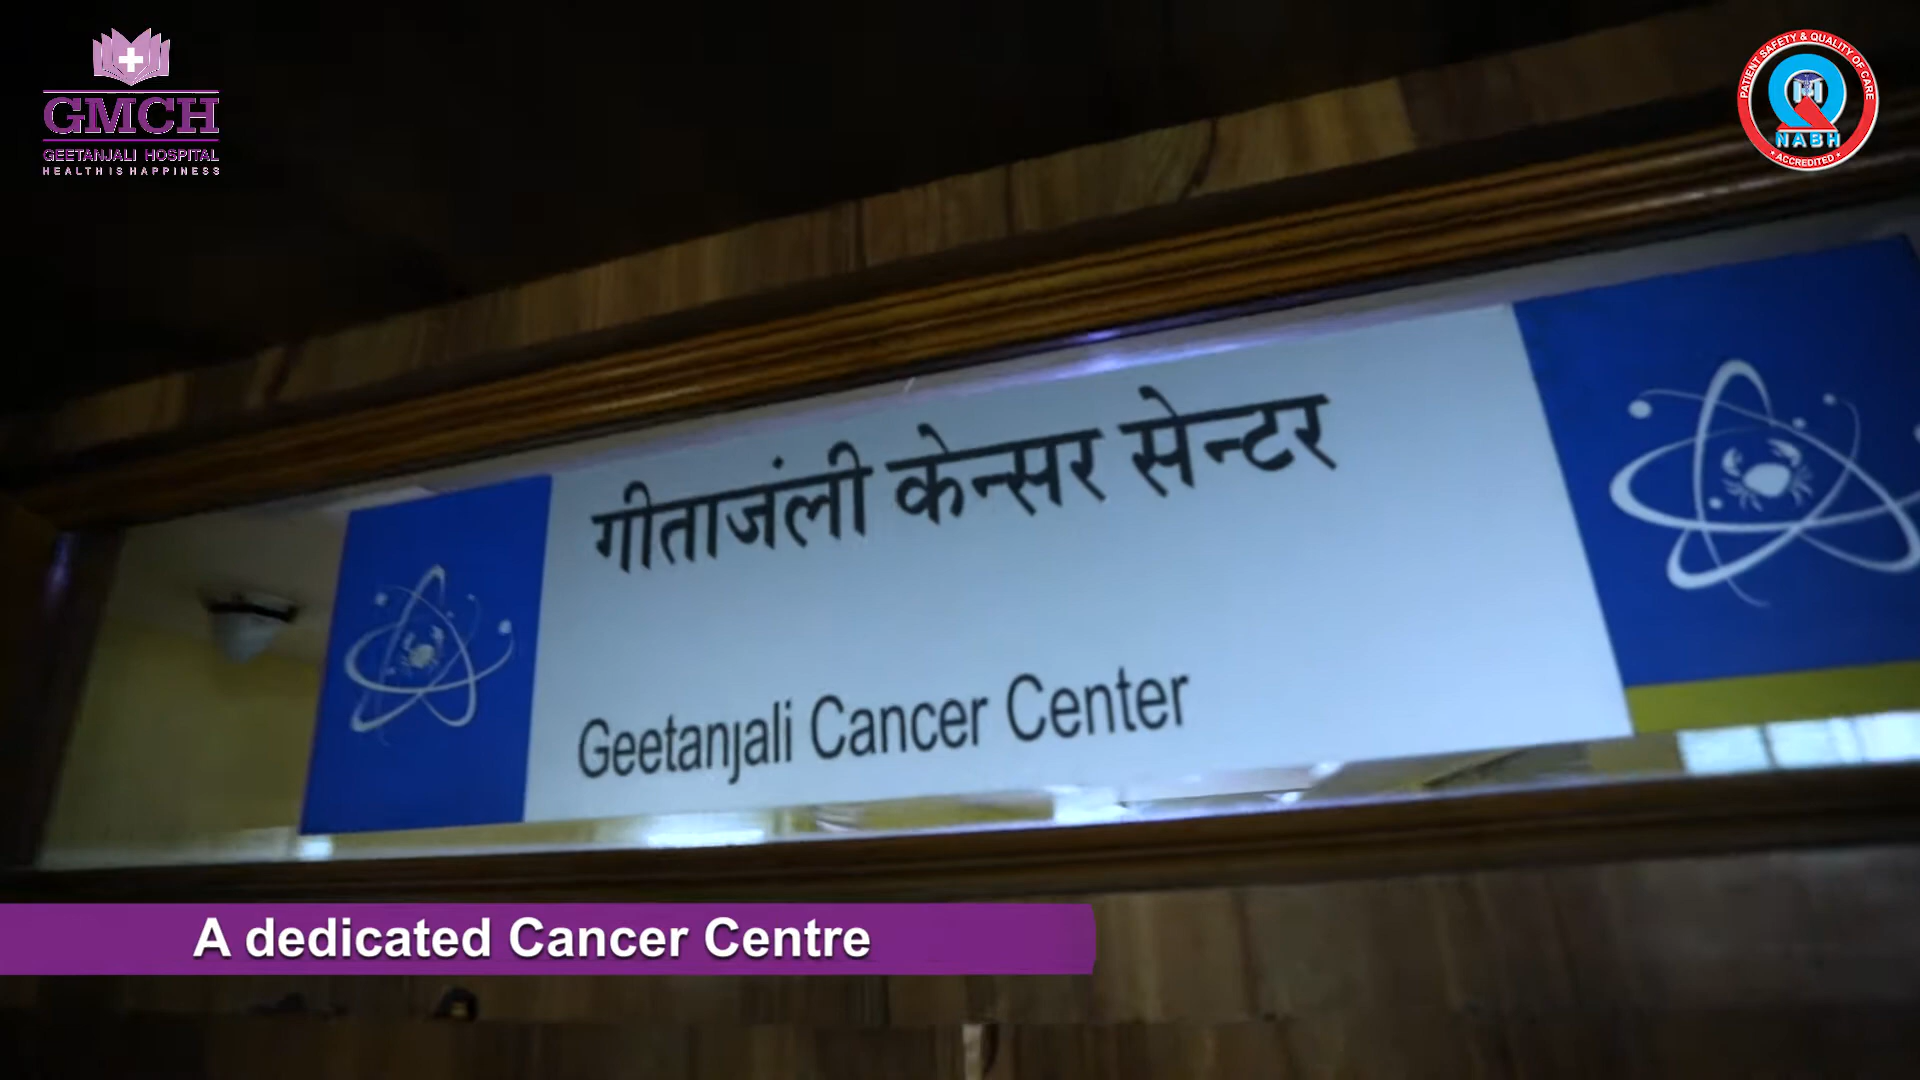 GMCH
GEETANJALI HOSPITAL
HEALTH IS HAPPINESS
PATIENT SAFETY & QUALITY OF CARE
NABH
ACCREDITED
गीताजंली केन्सर सेन्टर
Geetanjali Cancer Center
A dedicated Cancer Centre